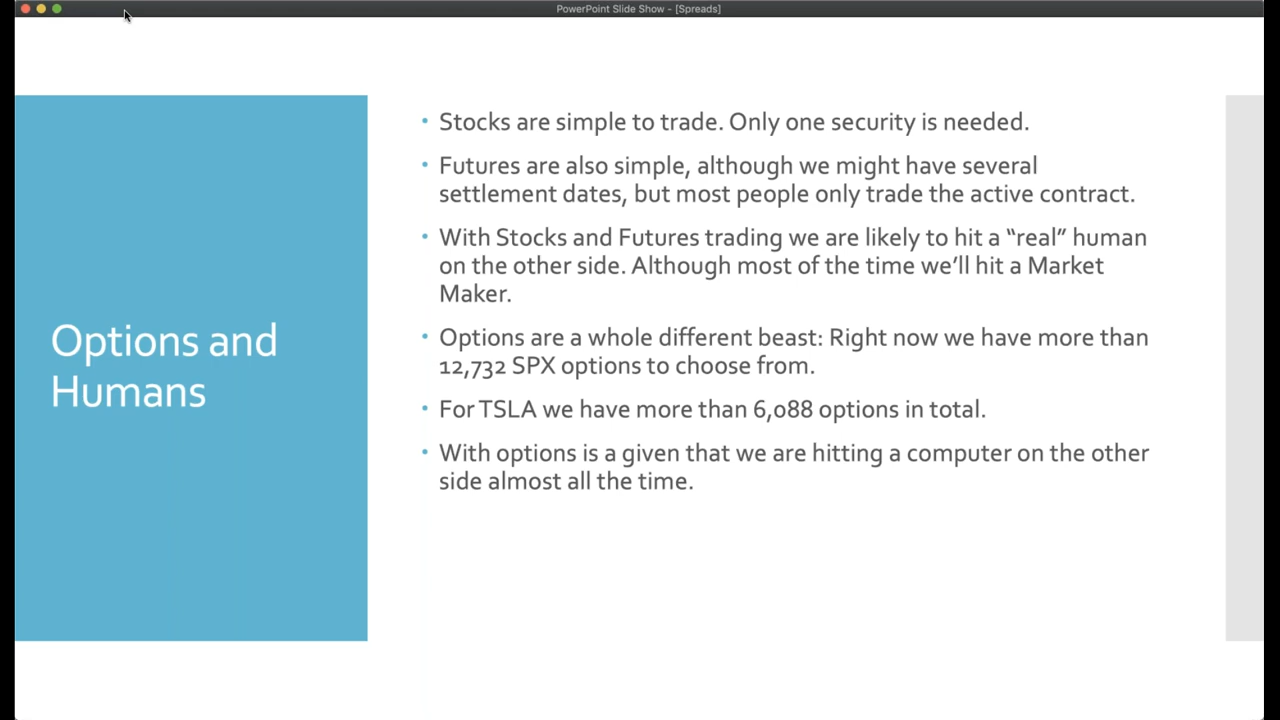 PowerPoint Slide Show - [Spreads]
Options and
Humans
• Stocks are simple to trade. Only one security is needed.
• Futures are also simple, although we might have several
settlement dates, but most people only trade the active contract.
• With Stocks and Futures trading we are likely to hit a “real” human
on the other side. Although most of the time we’ll hit a Market
Maker.
• Options are a whole different beast: Right now we have more than
12,732 SPX options to choose from.
• For TSLA we have more than 6,088 options in total.
• With options is a given that we are hitting a computer on the other
side almost all the time.